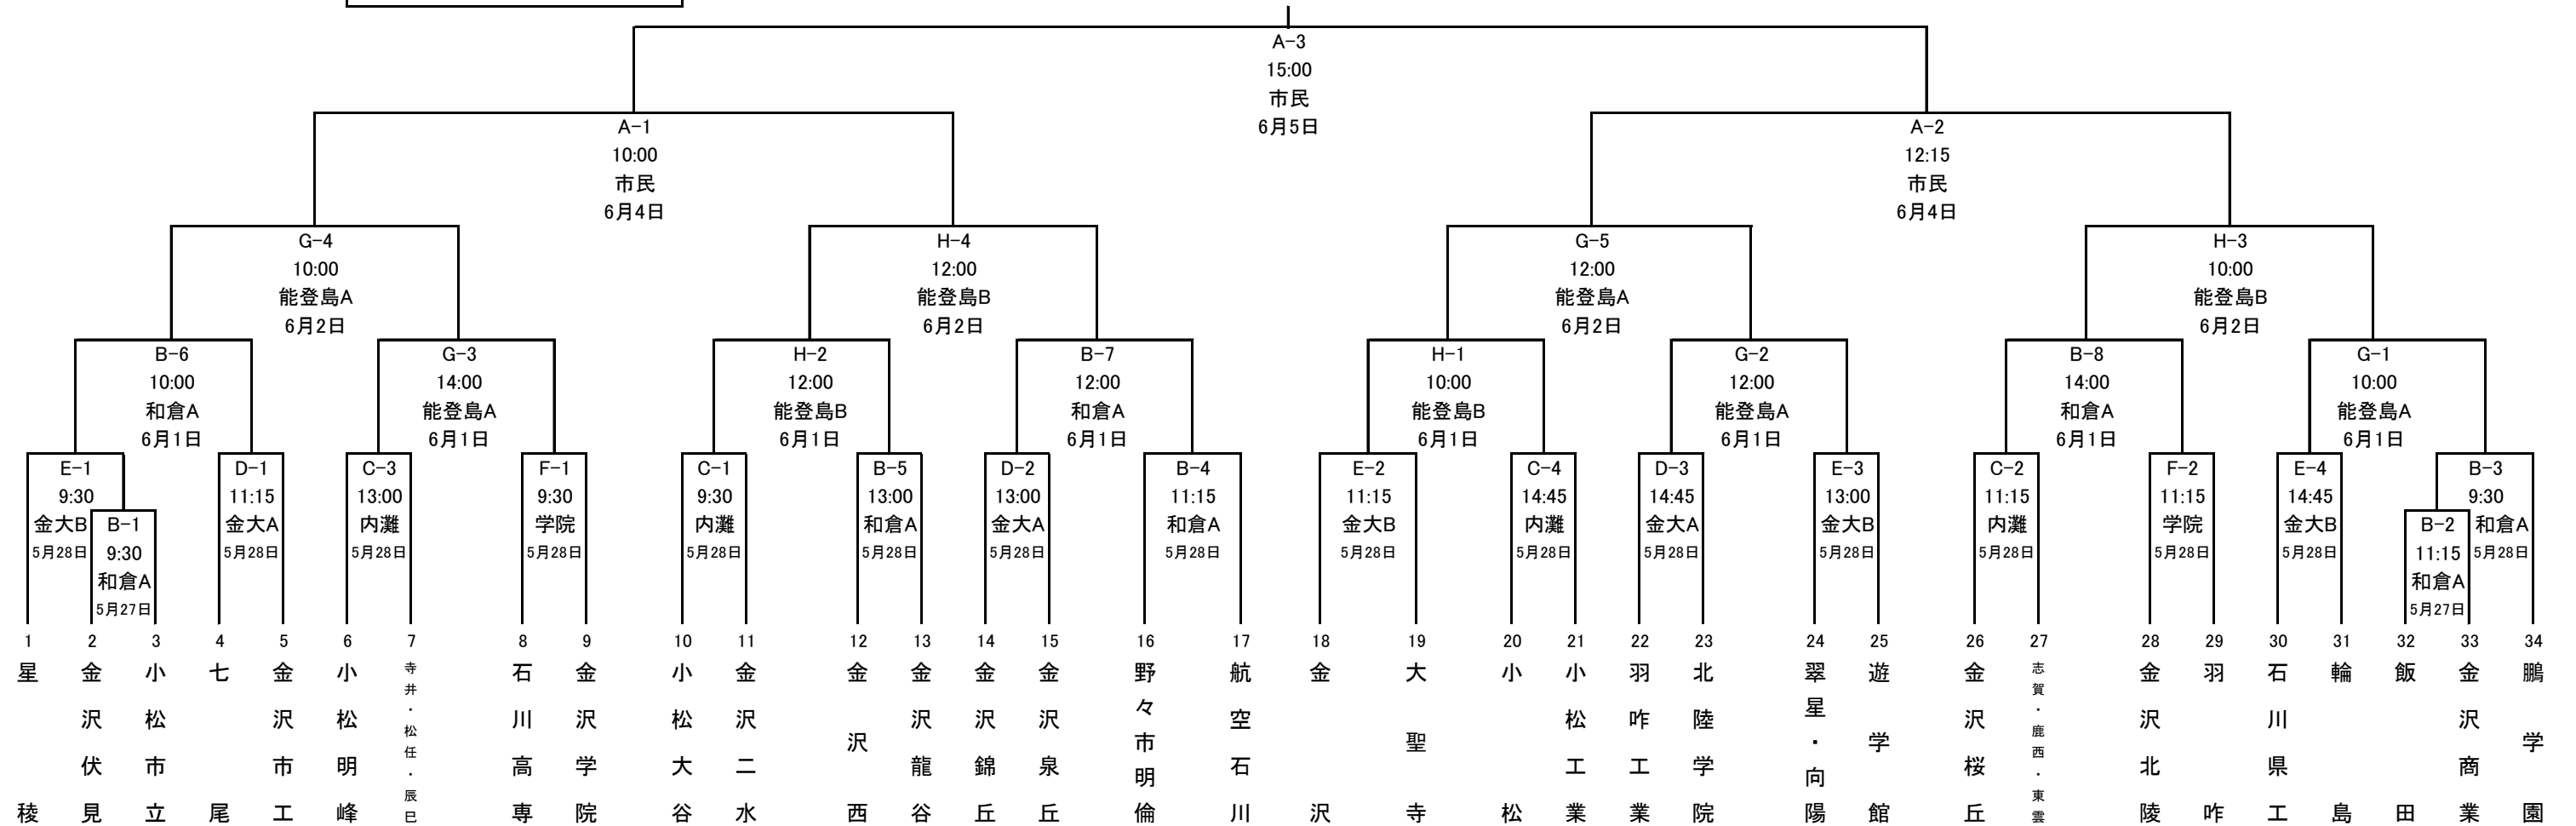 A-3
15:00
市民
6月5日
A-1
10:00
市民
6月4日
A-2
12:15
市民
6月4日
G-4
10:00
能登島A
6月2日
H-4
12:00
能登島B
6月2日
G-5
12:00
能登島A
6月2日
H-3
10:00
能登島B
6月2日
B-6
10:00
和倉A
6月1日
G-3
14:00
能登島A
6月1日
H-2
12:00
能登島B
6月1日
B-7
12:00
和倉A
6月1日
H-1
10:00
能登島B
6月1日
G-2
12:00
能登島A
6月1日
B-8
14:00
和倉A
6月1日
G-1
10:00
能登島A
6月1日
E-1
9:30
金大B
5月28日
B-1
9:30
和倉A
5月27日
D-1
11:15
金大A
5月28日
C-3
13:00
内灘
5月28日
F-1
9:30
学院
5月28日
C-1
9:30
内灘
5月28日
B-5
13:00
和倉A
5月28日
D-2
13:00
金大A
5月28日
B-4
11:15
和倉A
5月28日
E-2
11:15
金大B
5月28日
C-4
14:45
内灘
5月28日
D-3
14:45
金大A
5月28日
E-3
13:00
金大B
5月28日
C-2
11:15
内灘
5月28日
F-2
11:15
学院
5月28日
E-4
14:45
金大B
5月28日
B-3
9:30
和倉A
5月28日
B-2
11:15
和倉A
5月27日
1
星稜
2
金沢伏見
3
小松市立
4
七尾
5
金沢市工
6
小松明峰
7
寺井・松任・辰巳
8
石川高専
9
金沢学院
10
小松大谷
11
金沢二水
12
金沢西
13
金沢龍谷
14
金沢錦丘
15
金沢泉丘
16
野々市明倫
17
航空石川
18
金沢
19
大聖寺
20
小松
21
小松工業
22
羽咋工業
23
北陸学院
24
翠星・向陽
25
遊学館
26
金沢桜丘
27
志賀・鹿西・東雲
28
金沢北陵
29
羽咋
30
石川県工
31
輪島
32
飯田
33
金沢商業
34
鵬学園